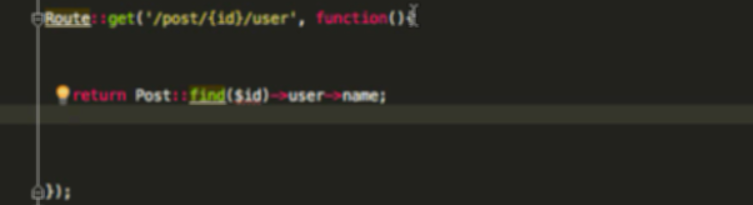 Route::get('/post/{id}/user', function(){
return Post::find($id)->user->name;
});